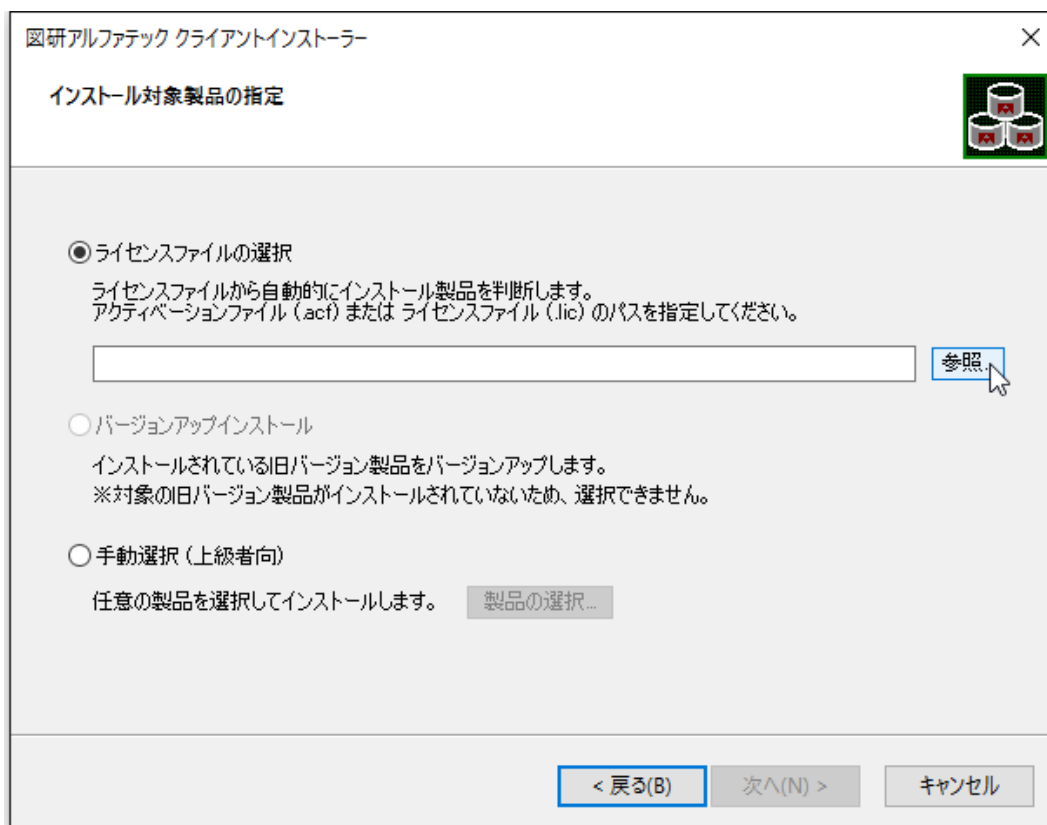 図研アルファテック クライアントインストーラー
インストール対象製品の指定
ライセンスファイルの選択
ライセンスファイルから自動的にインストール製品を判断します。
アクティベーションファイル (.acf) または ライセンスファイル (.lic) のパスを指定してください。
参照...
バージョンアップインストール
インストールされている旧バージョン製品をバージョンアップします。
※対象の旧バージョン製品がインストールされていないため、選択できません。
手動選択 (上級者向)
任意の製品を選択してインストールします。 製品の選択...
< 戻る(B) 次へ(N) > キャンセル